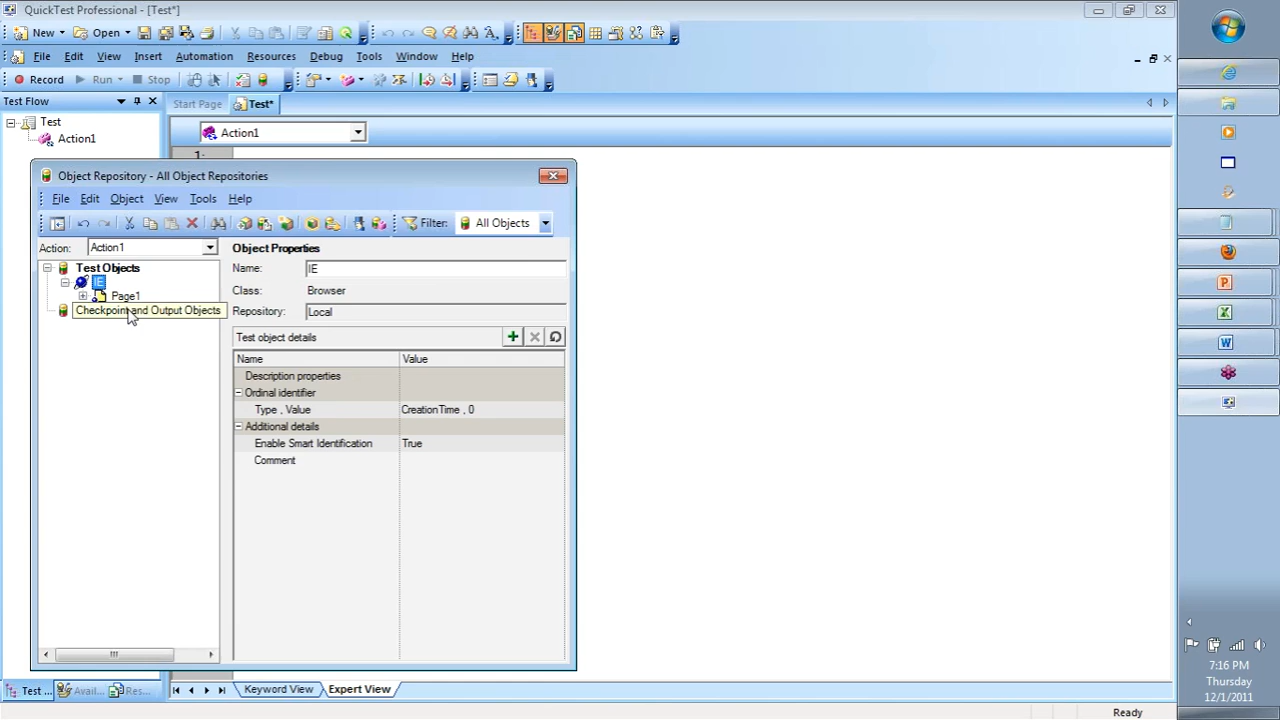 QuickTest Professional - [Test*]
New
Open
File Edit View Insert Automation Resources Debug Tools Window Help
Record Run Stop
Test Flow
Start Page
Test*
Test
Action1
Action1
1
Object Repository - All Object Repositories
File Edit Object View Tools Help
Filter: All Objects
Action: Action1
Test Objects
IE
Page1
Checkpoint and Output Objects
Object Properties
Name: IE
Class: Browser
Repository: Local
Test object details
Name Value
Description properties
Ordinal identifier
Type , Value CreationTime , 0
Additional details
Enable Smart Identification True
Comment
Test ... Avail... Res...
Keyword View Expert View
Ready
7:16 PM
Thursday
12/1/2011